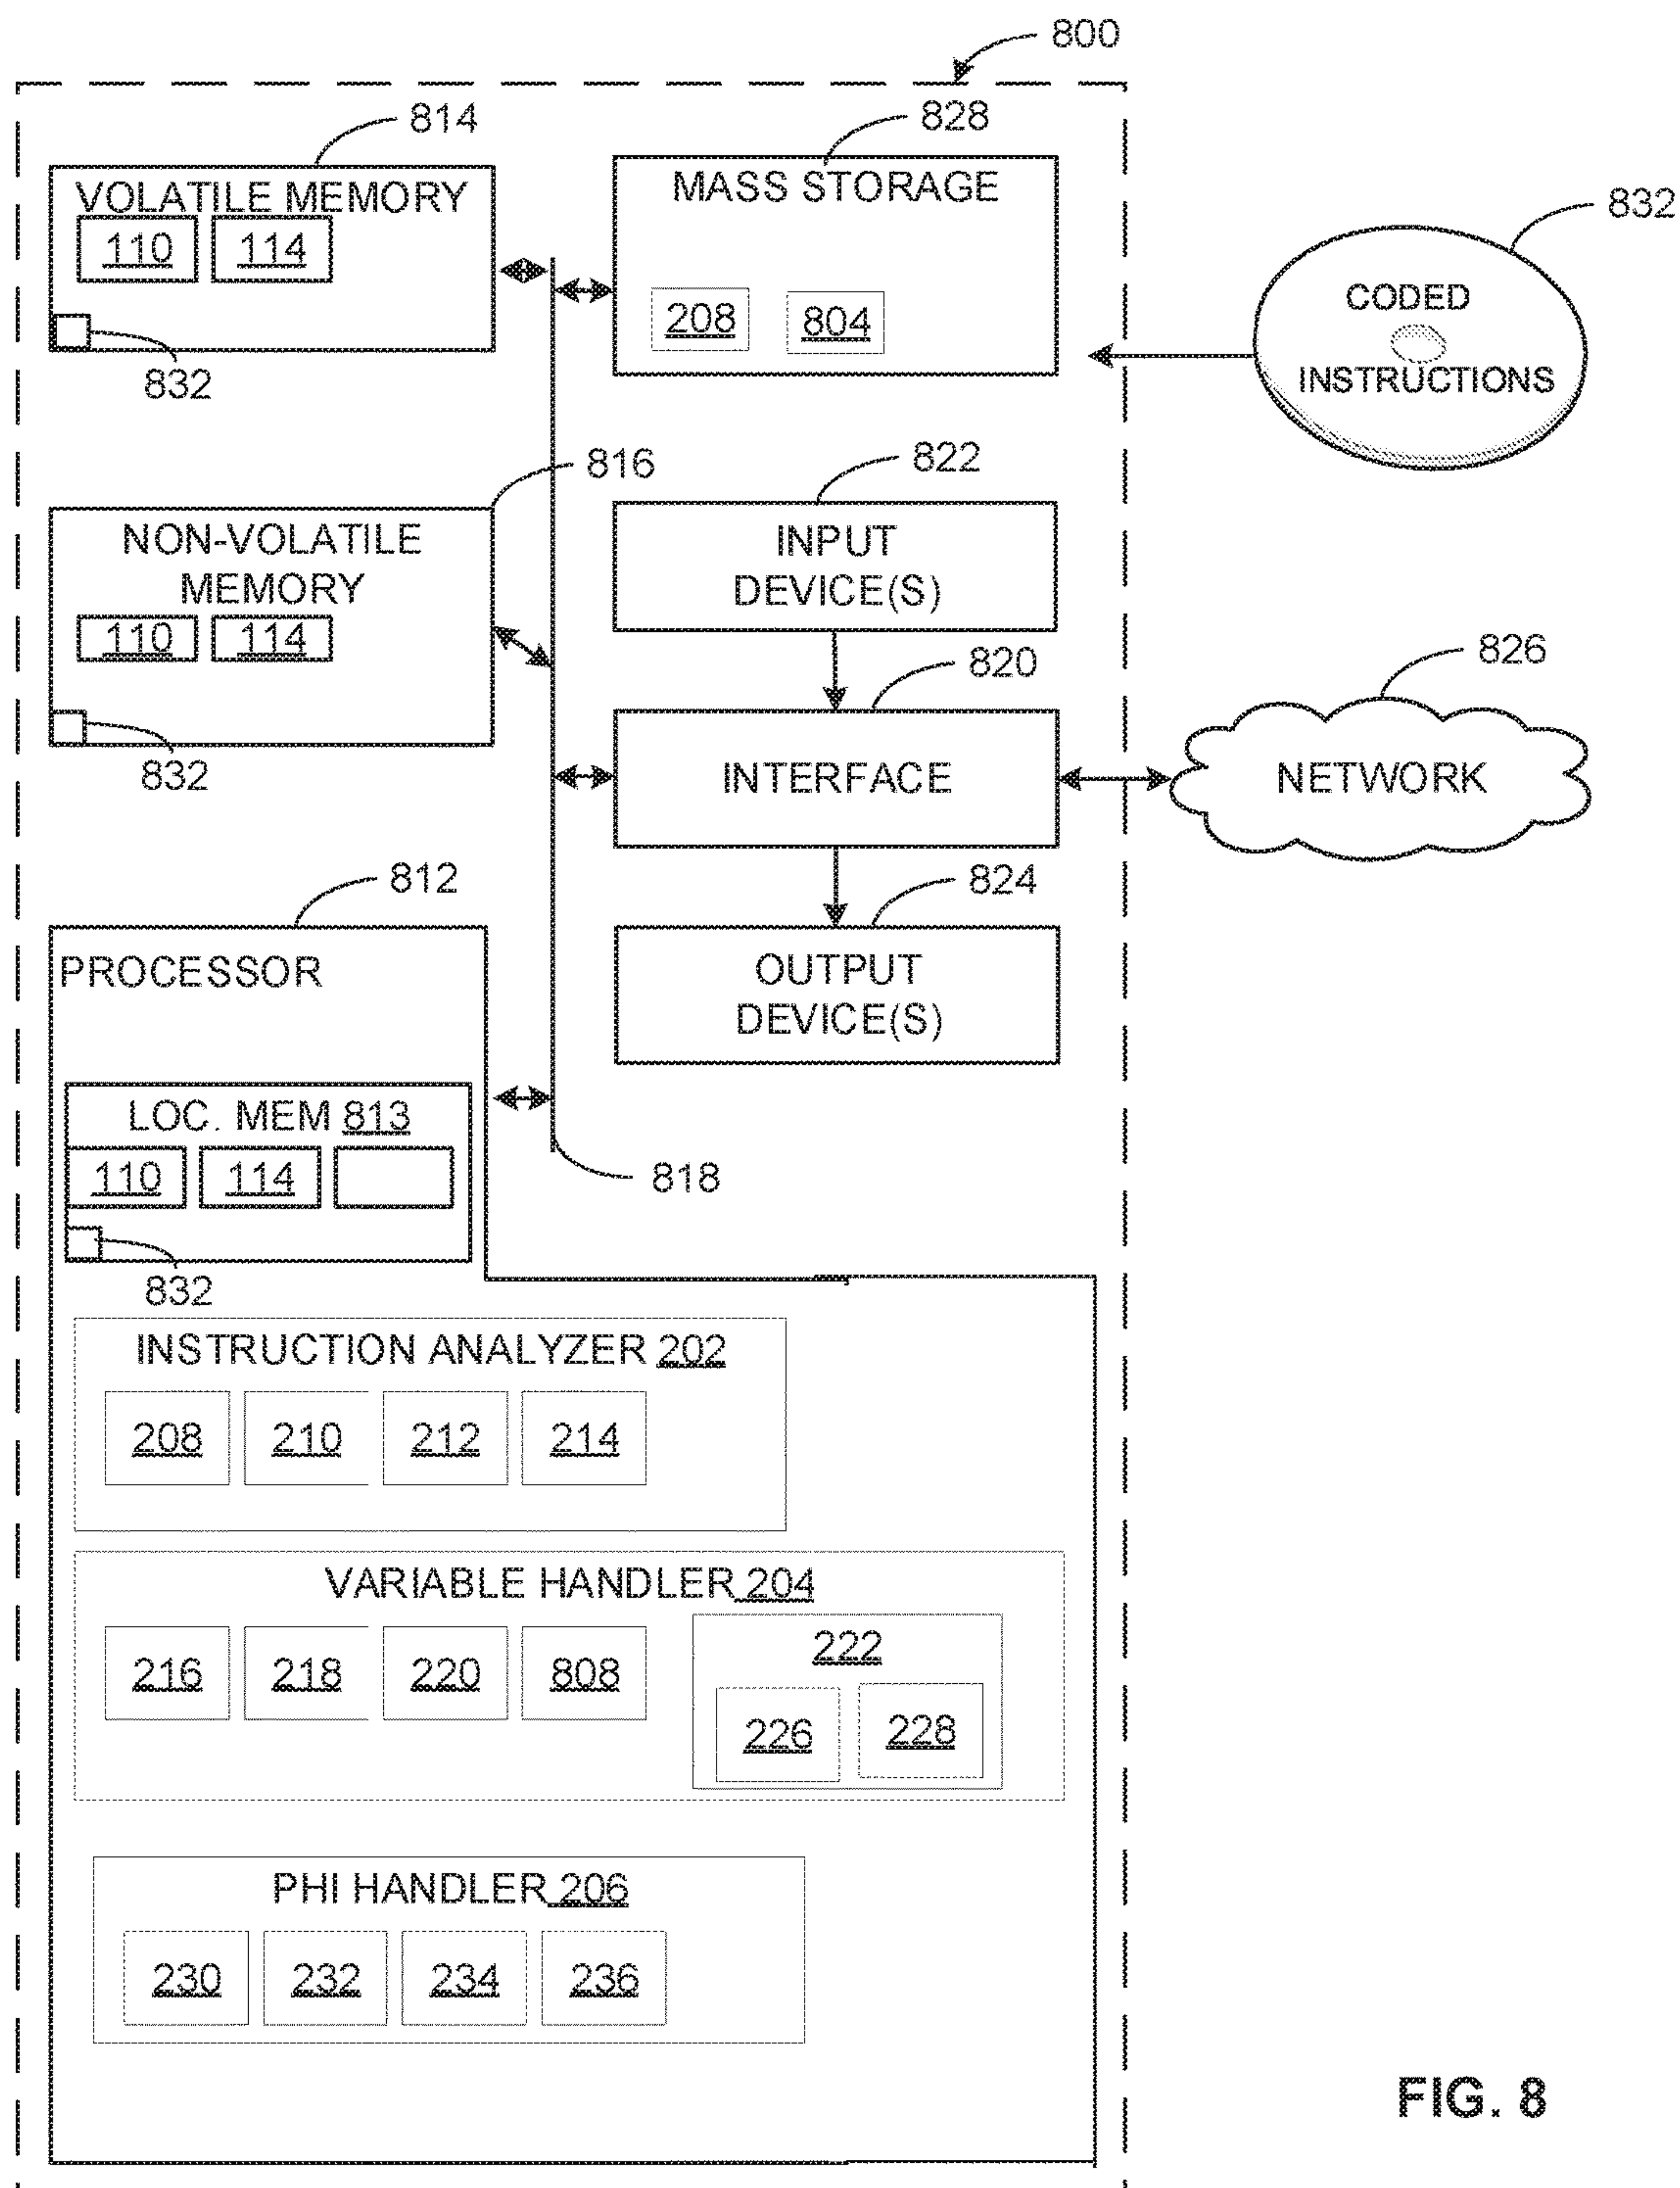 800
814
828
VOLATILE MEMORY
110 114
832
MASS STORAGE
208 804
832
CODED
INSTRUCTIONS
816
NON-VOLATILE
MEMORY
110 114
832
822
INPUT
DEVICE(S)
820
INTERFACE
826
NETWORK
824
OUTPUT
DEVICE(S)
812
PROCESSOR
LOC. MEM 813
110 114
832
818
INSTRUCTION ANALYZER 202
208 210 212 214
VARIABLE HANDLER 204
216 218 220 808
222
226 228
PHI HANDLER 206
230 232 234 236
FIG. 8